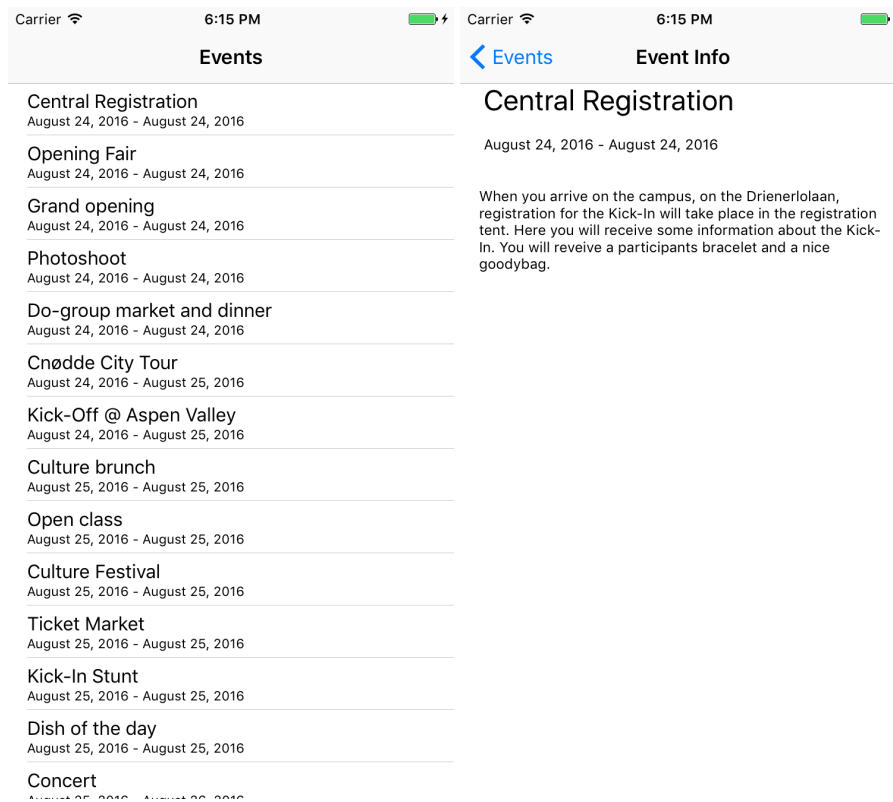 Carrier 6:15 PM
Events
Central Registration
August 24, 2016 - August 24, 2016
Opening Fair
August 24, 2016 - August 24, 2016
Grand opening
August 24, 2016 - August 24, 2016
Photoshoot
August 24, 2016 - August 24, 2016
Do-group market and dinner
August 24, 2016 - August 24, 2016
Cnødde City Tour
August 24, 2016 - August 25, 2016
Kick-Off @ Aspen Valley
August 24, 2016 - August 25, 2016
Culture brunch
August 25, 2016 - August 25, 2016
Open class
August 25, 2016 - August 25, 2016
Culture Festival
August 25, 2016 - August 25, 2016
Ticket Market
August 25, 2016 - August 25, 2016
Kick-In Stunt
August 25, 2016 - August 25, 2016
Dish of the day
August 25, 2016 - August 25, 2016
Concert
August 25, 2016 - August 26, 2016
Carrier 6:15 PM
Events Event Info
Central Registration
August 24, 2016 - August 24, 2016
When you arrive on the campus, on the Drienerlolaan,
registration for the Kick-In will take place in the registration
tent. Here you will receive some information about the Kick-
In. You will reveive a participants bracelet and a nice
goodybag.